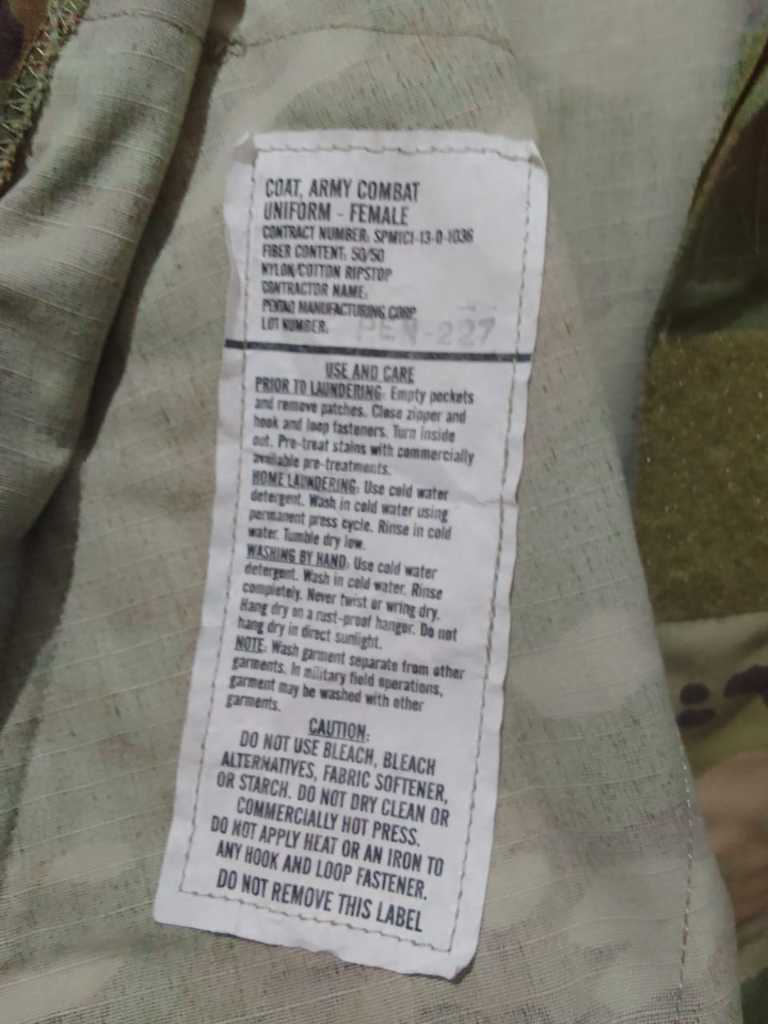 COAT, ARMY COMBAT
UNIFORM - FEMALE
CONTRACT NUMBER: SPM1C1-13-D-1036
FIBER CONTENT: 50/50
NYLON/COTTON RIPSTOP
CONTRACTOR NAME:
PENTAQ MANUFACTURING CORP
LOT NUMBER. PEN-227
USE AND CARE
PRIOR TO LAUNDERING: Empty pockets
and remove patches. Close zipper and
hook and loop fasteners. Turn inside
out. Pre-treat stains with commercially
available pre-treatments.
HOME LAUNDERING: Use cold water
detergent. Wash in cold water using
permanent press cycle. Rinse in cold
water. Tumble dry low.
WASHING BY HAND: Use cold water
detergent. Wash in cold water. Rinse
completely. Never twist or wring dry.
Hang dry on a rust-proof hanger. Do not
hang dry in direct sunlight.
NOTE: Wash garment separate from other
garments. In military field operations,
garment may be washed with other
garments.
CAUTION:
DO NOT USE BLEACH, BLEACH
ALTERNATIVES, FABRIC SOFTENER,
OR STARCH. DO NOT DRY CLEAN OR
COMMERCIALLY HOT PRESS.
DO NOT APPLY HEAT OR AN IRON TO
ANY HOOK AND LOOP FASTENER.
DO NOT REMOVE THIS LABEL